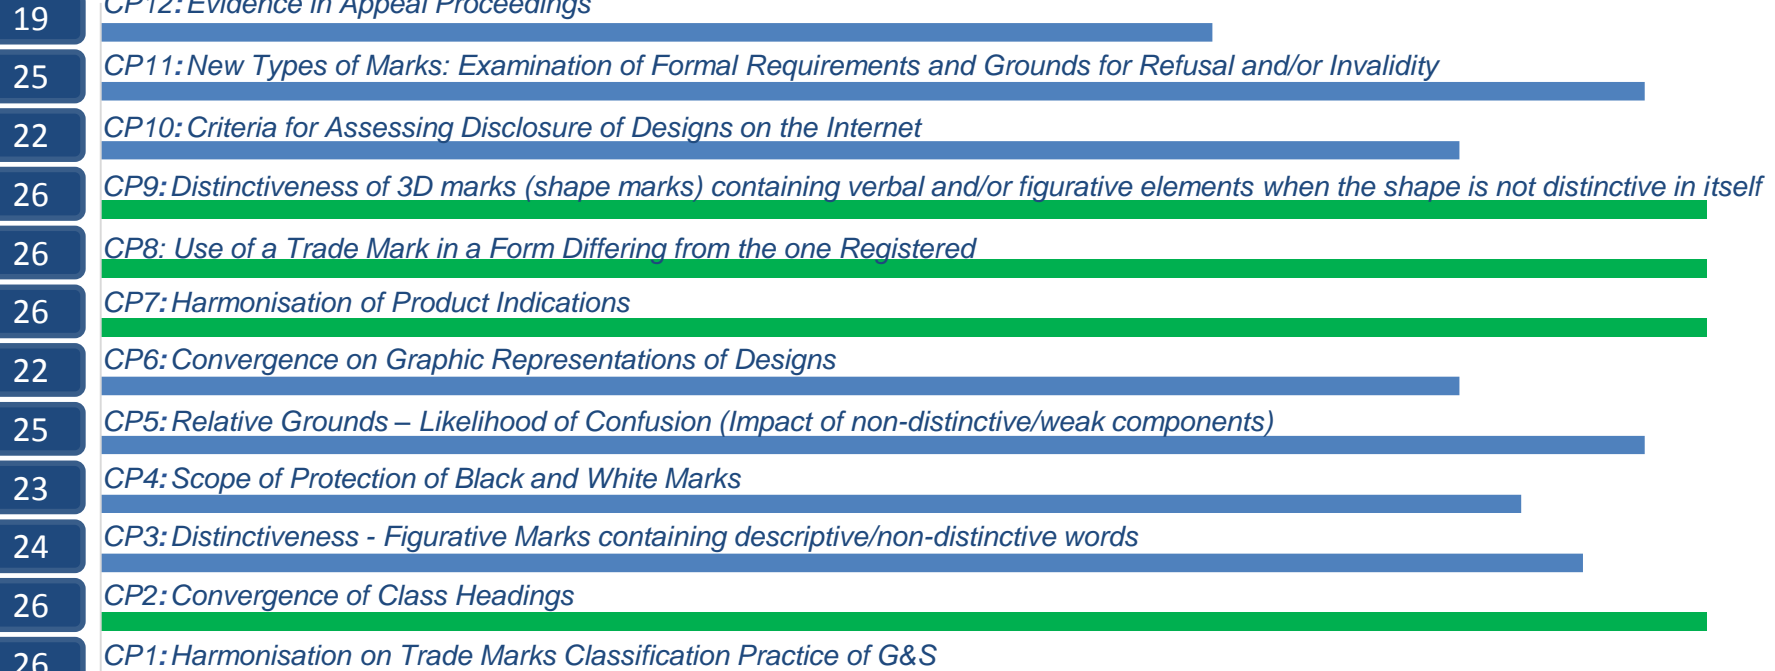 19 CP12: Evidence in Appeal Proceedings
25 CP11: New Types of Marks: Examination of Formal Requirements and Grounds for Refusal and/or Invalidity
22 CP10: Criteria for Assessing Disclosure of Designs on the Internet
26 CP9: Distinctiveness of 3D marks (shape marks) containing verbal and/or figurative elements when the shape is not distinctive in itself
26 CP8: Use of a Trade Mark in a Form Differing from the one Registered
26 CP7: Harmonisation of Product Indications
22 CP6: Convergence on Graphic Representations of Designs
25 CP5: Relative Grounds – Likelihood of Confusion (Impact of non-distinctive/weak components)
23 CP4: Scope of Protection of Black and White Marks
24 CP3: Distinctiveness - Figurative Marks containing descriptive/non-distinctive words
26 CP2: Convergence of Class Headings
26 CP1: Harmonisation on Trade Marks Classification Practice of G&S